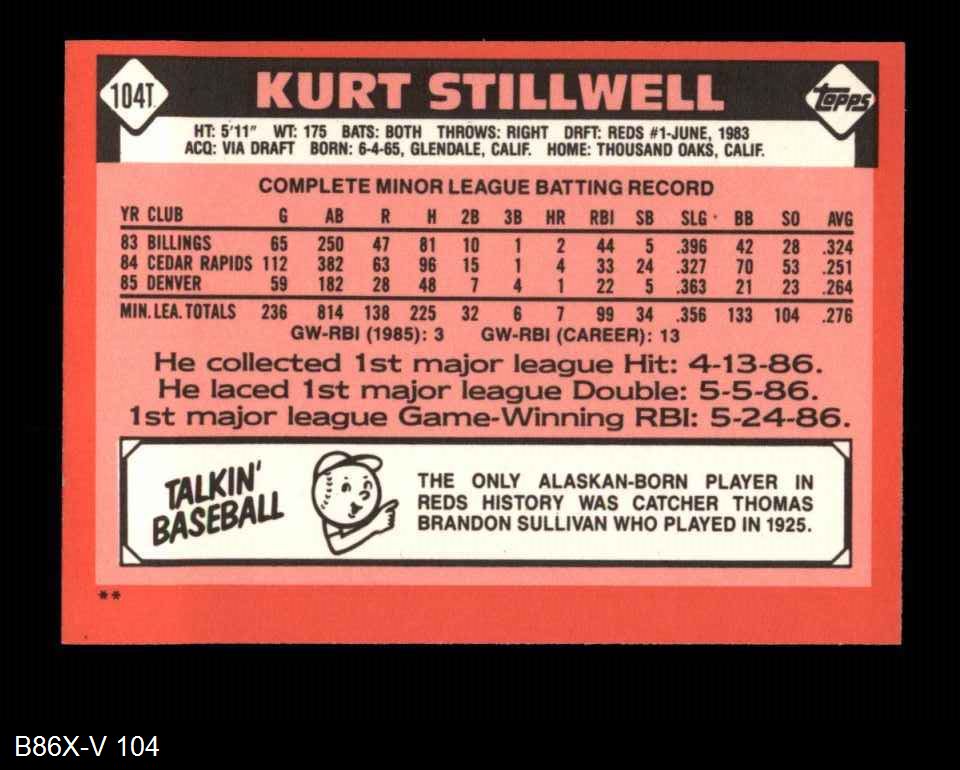 104T.
KURT STILLWELL
topps
HT: 5'11" WT: 175 BATS: BOTH THROWS: RIGHT DRFT: REDS #1-JUNE, 1983
ACQ: VIA DRAFT BORN: 6-4-65, GLENDALE, CALIF. HOME: THOUSAND OAKS, CALIF.
COMPLETE MINOR LEAGUE BATTING RECORD
YR CLUB G AB R H 2B 3B HR RBI SB SLG BB SO AVG
83 BILLINGS 65 250 47 81 10 1 2 44 5 .396 42 28 .324
84 CEDAR RAPIDS 112 382 63 96 15 1 4 33 24 .327 70 53 .251
85 DENVER 59 182 28 48 7 4 1 22 5 .363 21 23 .264
MIN. LEA. TOTALS 236 814 138 225 32 6 7 99 34 .356 133 104 .276
GW-RBI (1985): 3 GW-RBI (CAREER): 13
He collected 1st major league Hit: 4-13-86.
He laced 1st major league Double: 5-5-86.
1st major league Game-Winning RBI: 5-24-86.
TALKIN'
BASEBALL
THE ONLY ALASKAN-BORN PLAYER IN
REDS HISTORY WAS CATCHER THOMAS
BRANDON SULLIVAN WHO PLAYED IN 1925.
**
B86X-V 104